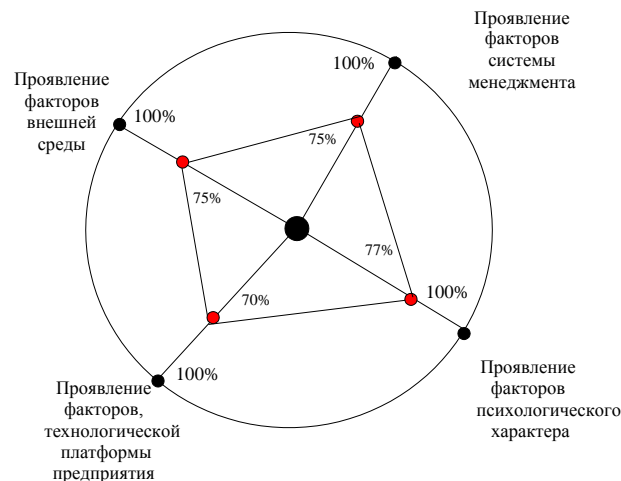 Проявление
факторов
системы
менеджмента
100%
Проявление
факторов
внешней
среды
100%
75%
75%
77%
70%
100%
100%
Проявление
факторов
психологического
характера
Проявление
факторов,
технологической
платформы
предприятия